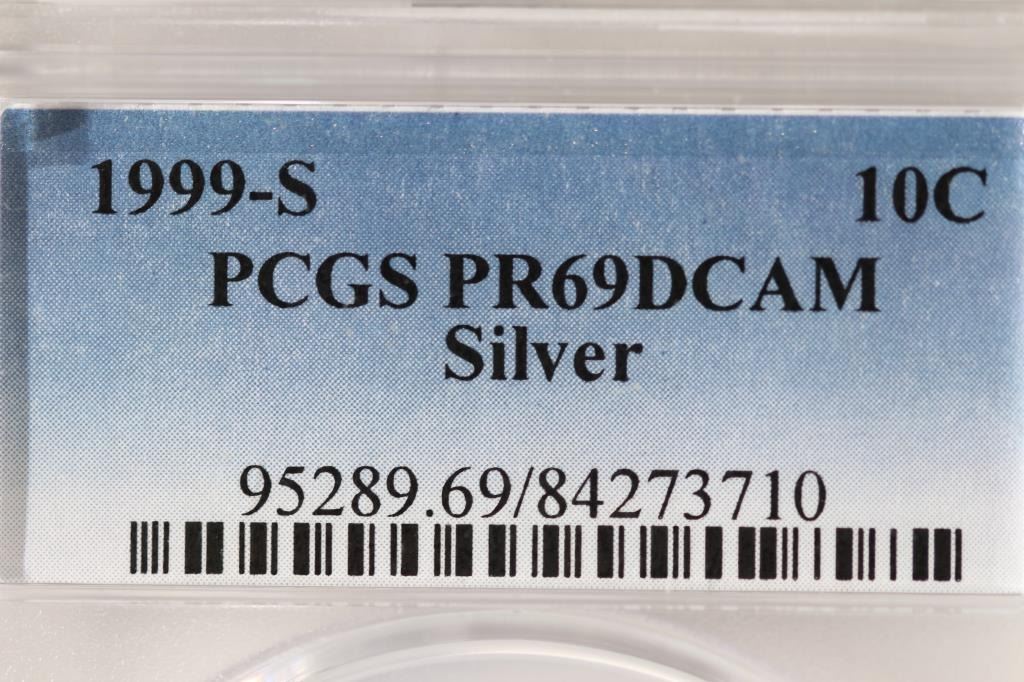 1999-S 10C
PCGS PR69DCAM
Silver
95289.69/84273710